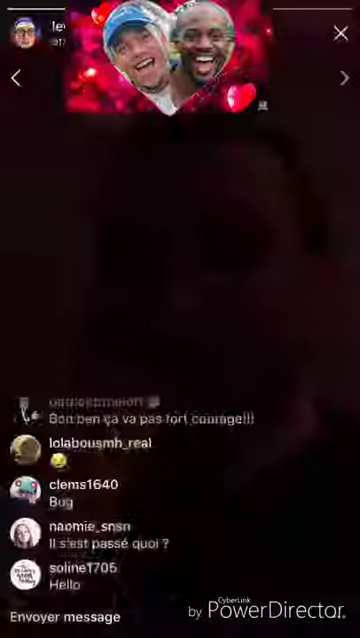 Bon ben ça va pas fort courage!!!
lolabousmh_real
clems1640
Bug
naomie_snsn
Il s'est passé quoi ?
soline1705
Hello
Envoyer message
by CyberLink PowerDirector.